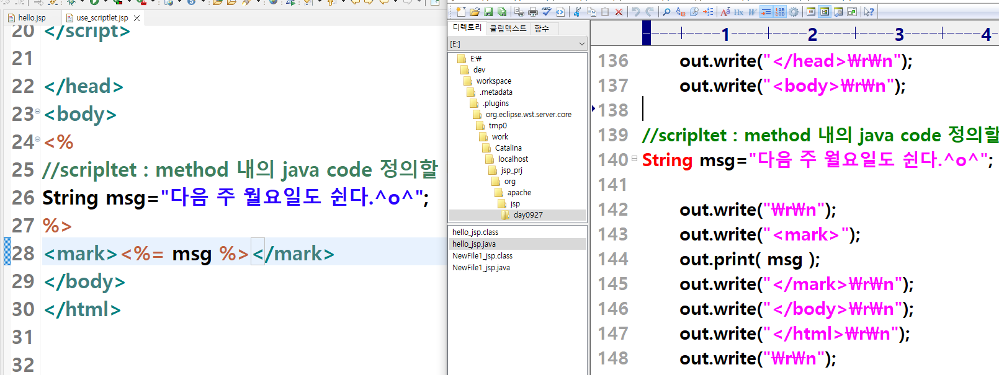 hello.jsp
use_scriptlet.jsp
20 </script>
21
22 </head>
23 <body>
24 <%
25 //scripltet : method 내의 java code 정의할
26 String msg="다음 주 월요일도 쉰다.^o^";
27 %>
28 <mark><%= msg %></mark>
29 </body>
30 </html>
31
32
디렉토리 클립텍스트 함수
[E:]
E:₩
dev
workspace
.metadata
.plugins
org.eclipse.wst.server.core
tmp0
work
Catalina
localhost
jsp_prj
org
apache
jsp
day0927
hello_jsp.class
hello_jsp.java
NewFile1_jsp.class
NewFile1_jsp.java
1 2 3 4
136 out.write("</head>₩r₩n");
137 out.write("<body>₩r₩n");
138
139 //scripltet : method 내의 java code 정의할
140 String msg="다음 주 월요일도 쉰다.^o^";
141
142 out.write("₩r₩n");
143 out.write("<mark>");
144 out.print( msg );
145 out.write("</mark>₩r₩n");
146 out.write("</body>₩r₩n");
147 out.write("</html>₩r₩n");
148 out.write("₩r₩n");